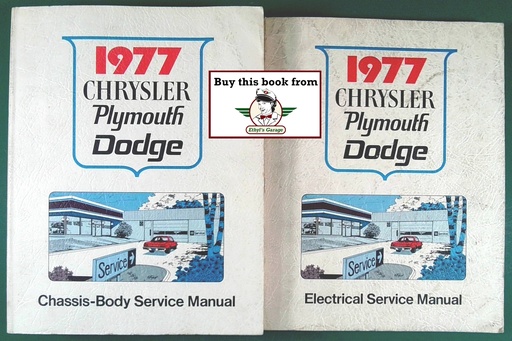 1977
CHRYSLER
Plymouth
Dodge
Service
Chassis-Body Service Manual
Buy this book from
Ethyl's Garage
1977
CHRYSLER
Plymouth
Dodge
Service
Electrical Service Manual